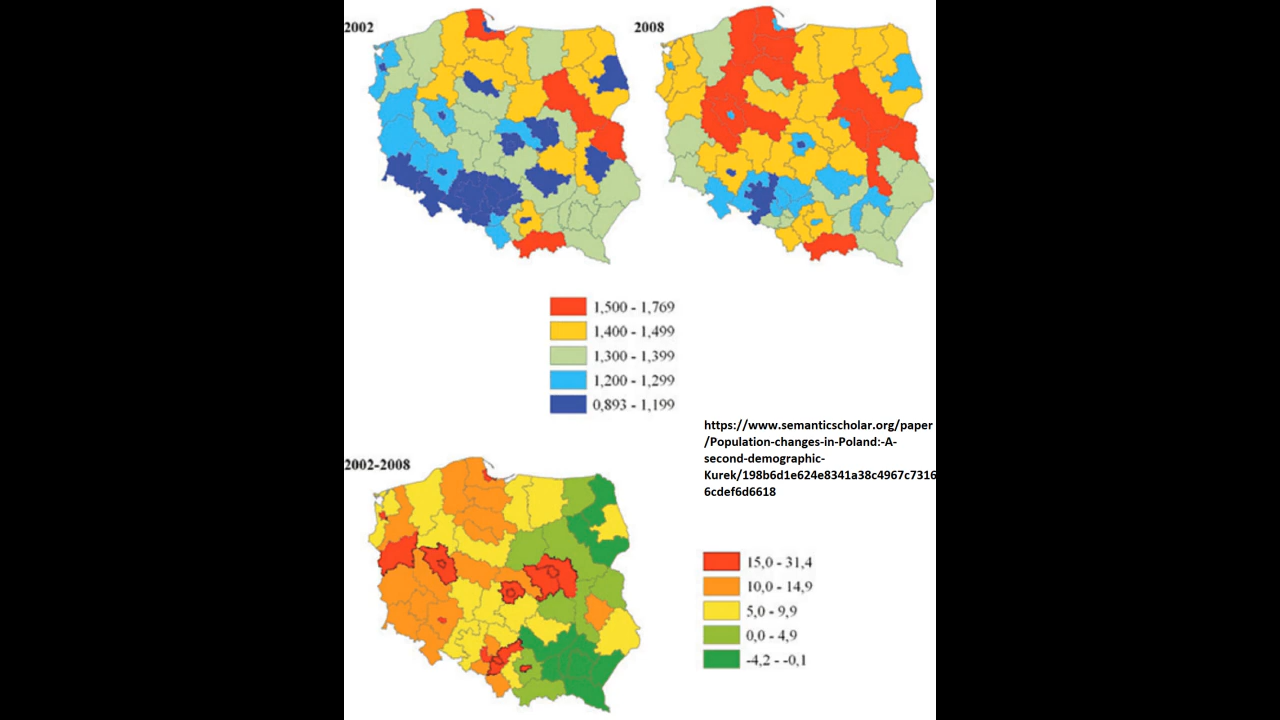 2002
2008
1,500 - 1,769
1,400 - 1,499
1,300 - 1,399
1,200 - 1,299
0,893 - 1,199
https://www.semanticscholar.org/paper
/Population-changes-in-Poland:-A-
second-demographic-
Kurek/198b6d1e624e8341a38c4967c7316
6cdef6d6618
2002-2008
15,0 - 31,4
10,0 - 14,9
5,0 - 9,9
0,0 - 4,9
-4,2 - -0,1